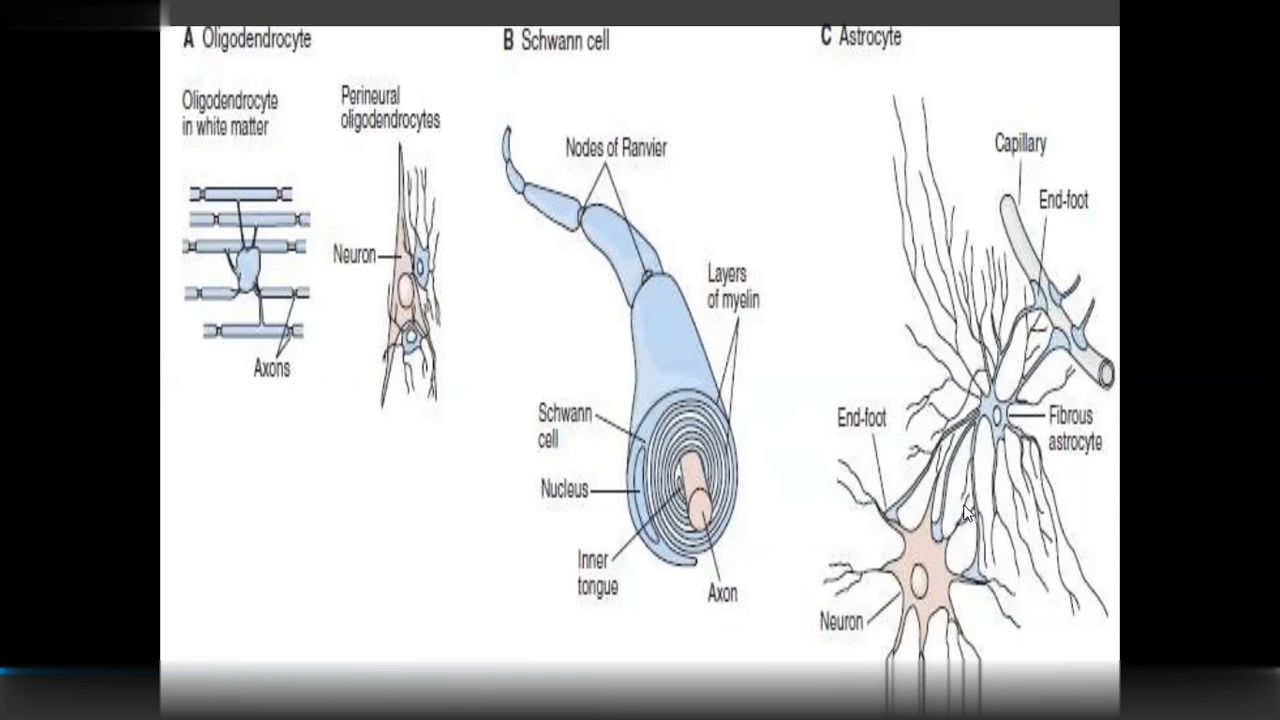 A Oligodendrocyte
Oligodendrocyte
in white matter
Perineural
oligodendrocytes
Neuron
Axons
B Schwann cell
Nodes of Ranvier
Layers
of myelin
Schwann
cell
Nucleus
Inner
tongue
Axon
C Astrocyte
Capillary
End-foot
End-foot
Fibrous
astrocyte
Neuron